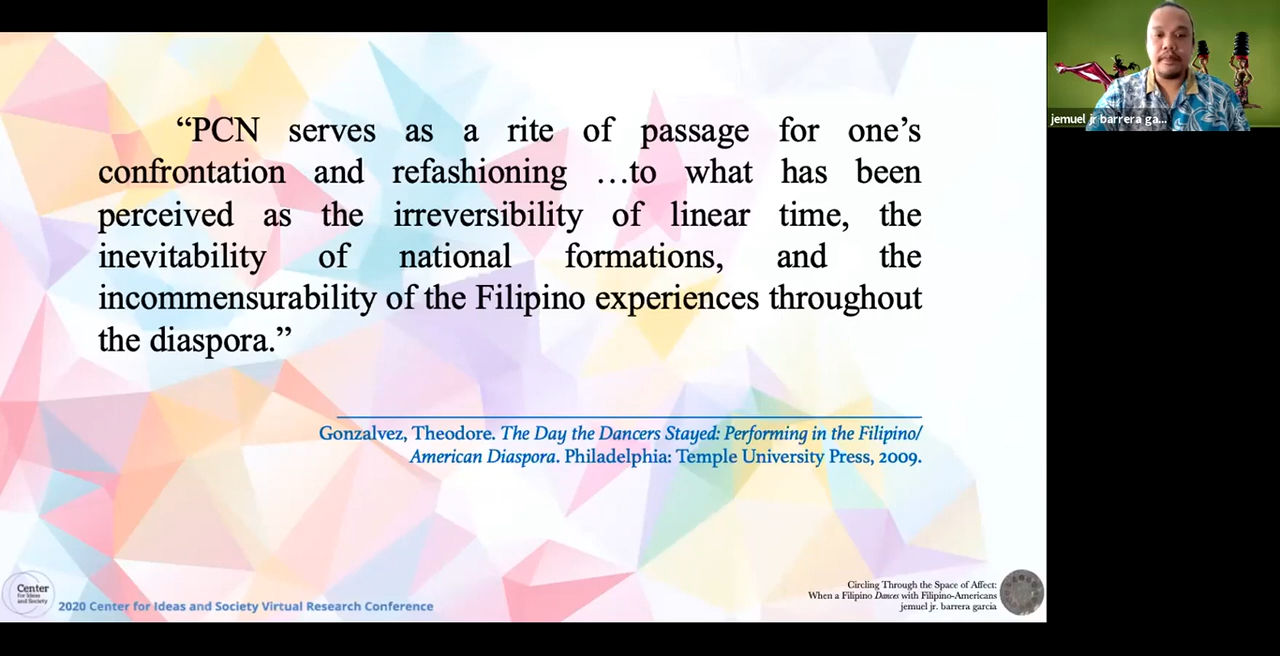 “PCN serves as a rite of passage for one’s
confrontation and refashioning …to what has been
perceived as the irreversibility of linear time, the
inevitability of national formations, and the
incommensurability of the Filipino experiences throughout
the diaspora.”
Gonzalvez, Theodore. The Day the Dancers Stayed: Performing in the Filipino/
American Diaspora. Philadelphia: Temple University Press, 2009.
Center
for Ideas
and Society
2020 Center for Ideas and Society Virtual Research Conference
Circling Through the Space of Affect:
When a Filipino Dances with Filipino-Americans
jemuel jr. barrera garcia
jemuel jr barrera ga...